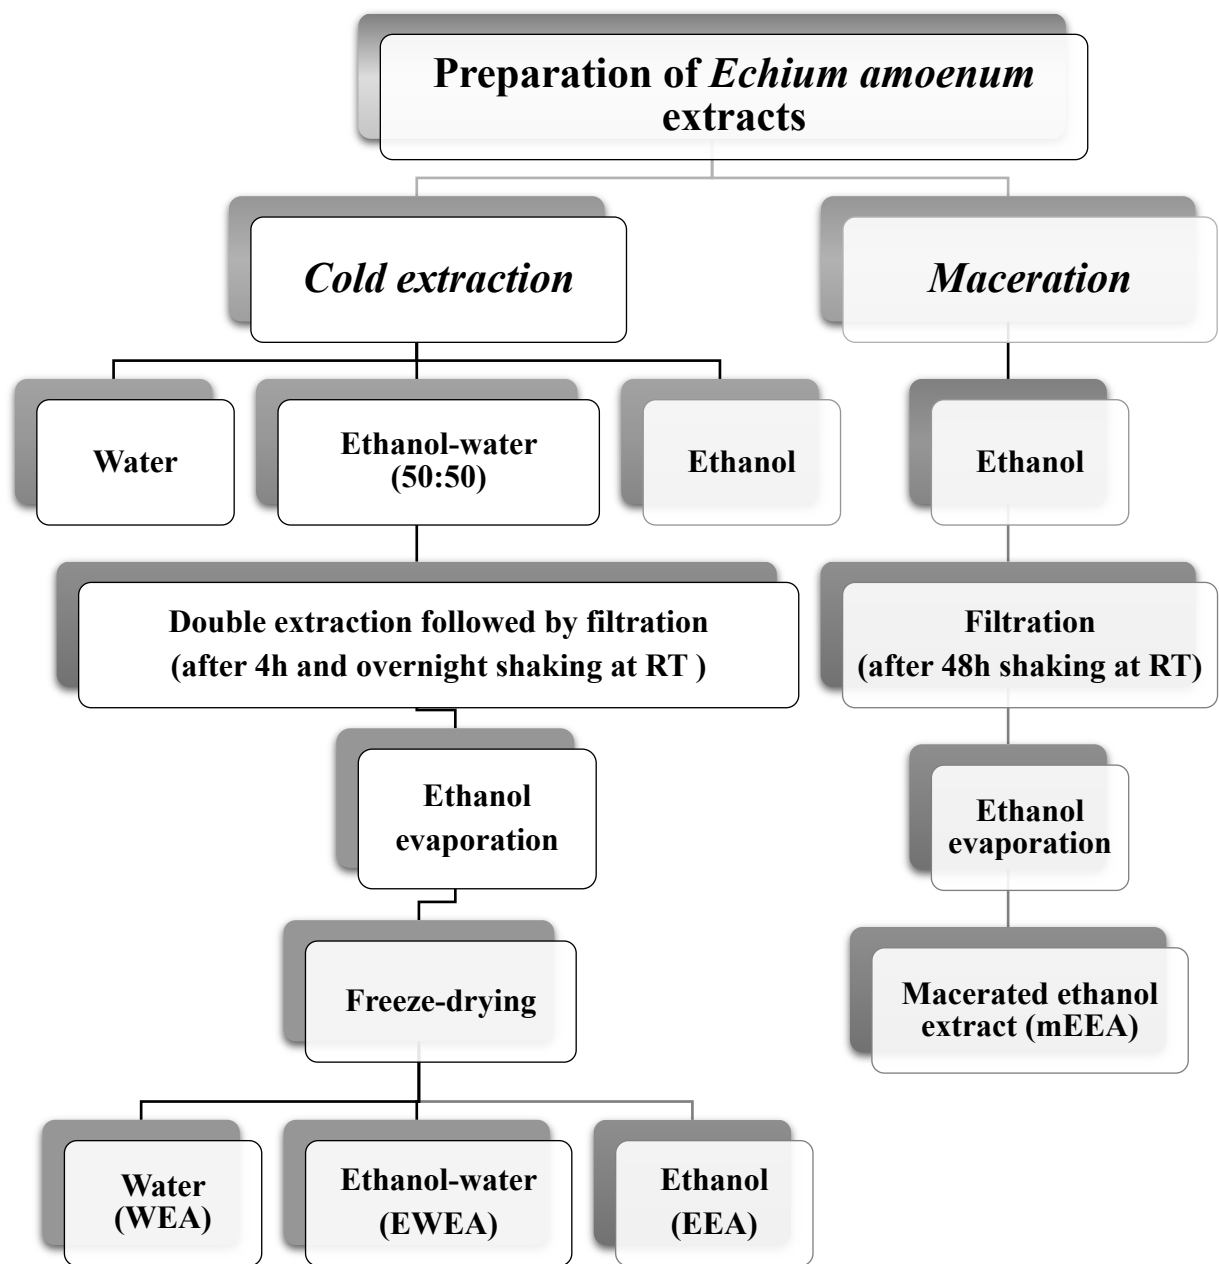 Preparation of Echium amoenum
extracts
Cold extraction
Maceration
Water
Ethanol-water
(50:50)
Ethanol
Ethanol
Double extraction followed by filtration
(after 4h and overnight shaking at RT )
Filtration
(after 48h shaking at RT)
Ethanol
evaporation
Ethanol
evaporation
Freeze-drying
Macerated ethanol
extract (mEEA)
Water
(WEA)
Ethanol-water
(EWEA)
Ethanol
(EEA)